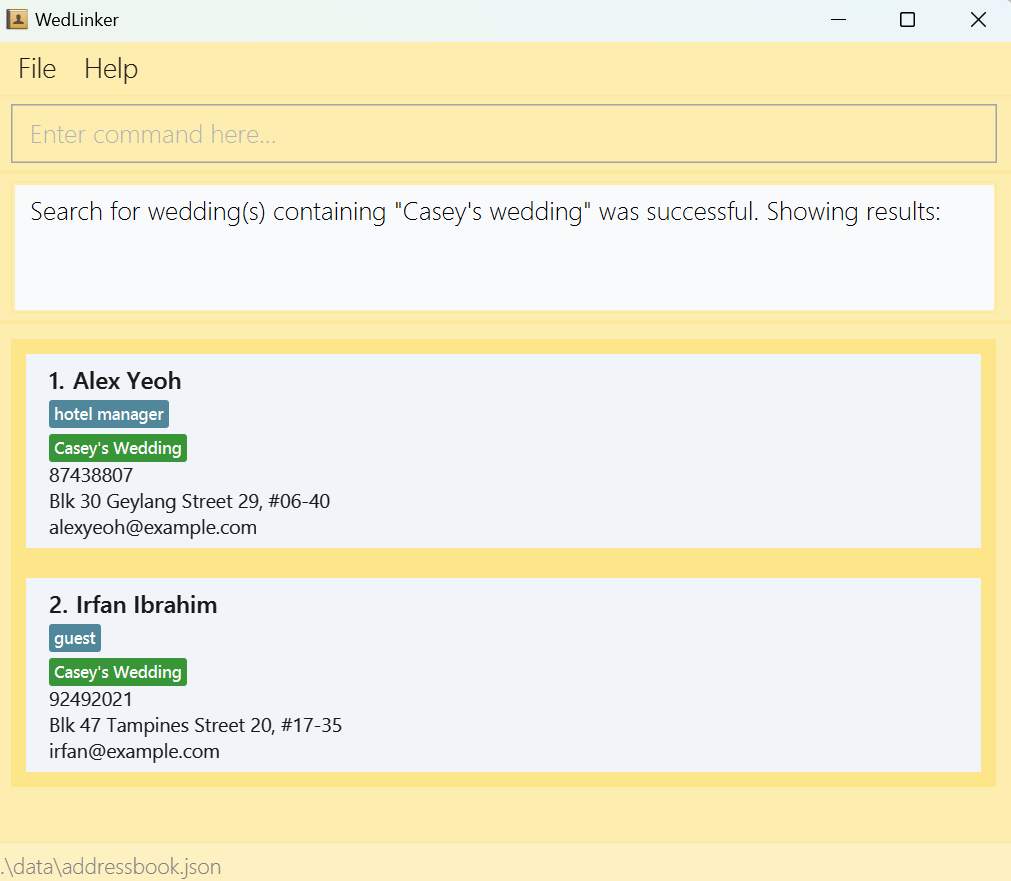 WedLinker
File Help
Enter command here...
Search for wedding(s) containing "Casey's wedding" was successful. Showing results:
1. Alex Yeoh
hotel manager
Casey's Wedding
87438807
Blk 30 Geylang Street 29, #06-40
alexyeoh@example.com
2. Irfan Ibrahim
guest
Casey's Wedding
92492021
Blk 47 Tampines Street 20, #17-35
irfan@example.com
.\data\addressbook.json